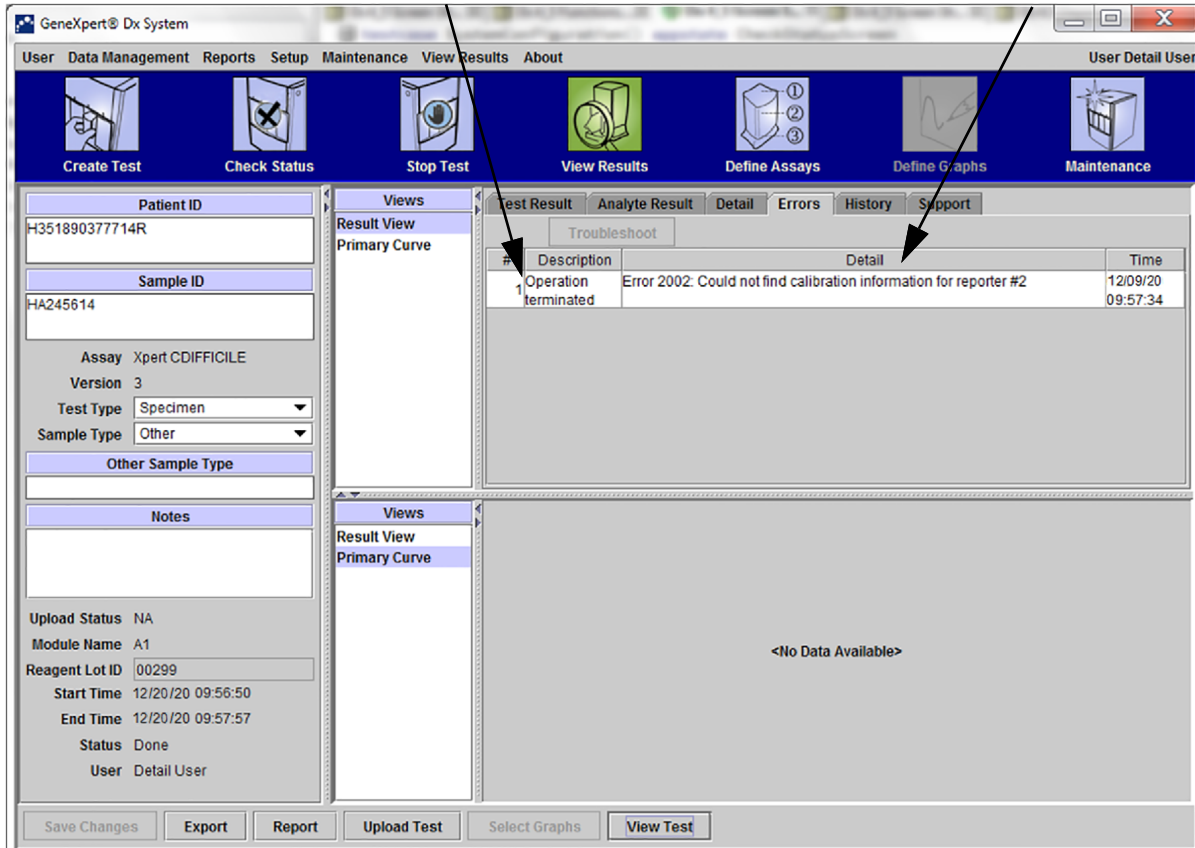 GeneXpert® Dx System
User Data Management Reports Setup Maintenance View Results About User Detail User
Create Test Check Status Stop Test View Results Define Assays Define Graphs Maintenance
Patient ID
H351890377714R
Sample ID
HA245614
Assay Xpert CDIFFICILE
Version 3
Test Type Specimen
Sample Type Other
Other Sample Type
Notes
Upload Status NA
Module Name A1
Reagent Lot ID 00299
Start Time 12/20/20 09:56:50
End Time 12/20/20 09:57:57
Status Done
User Detail User
Views
Result View
Primary Curve
Test Result Analyte Result Detail Errors History Support
Troubleshoot
# Description Detail Time
1 Operation terminated Error 2002: Could not find calibration information for reporter #2 12/09/20 09:57:34
Views
Result View
Primary Curve
<No Data Available>
Save Changes Export Report Upload Test Select Graphs View Test